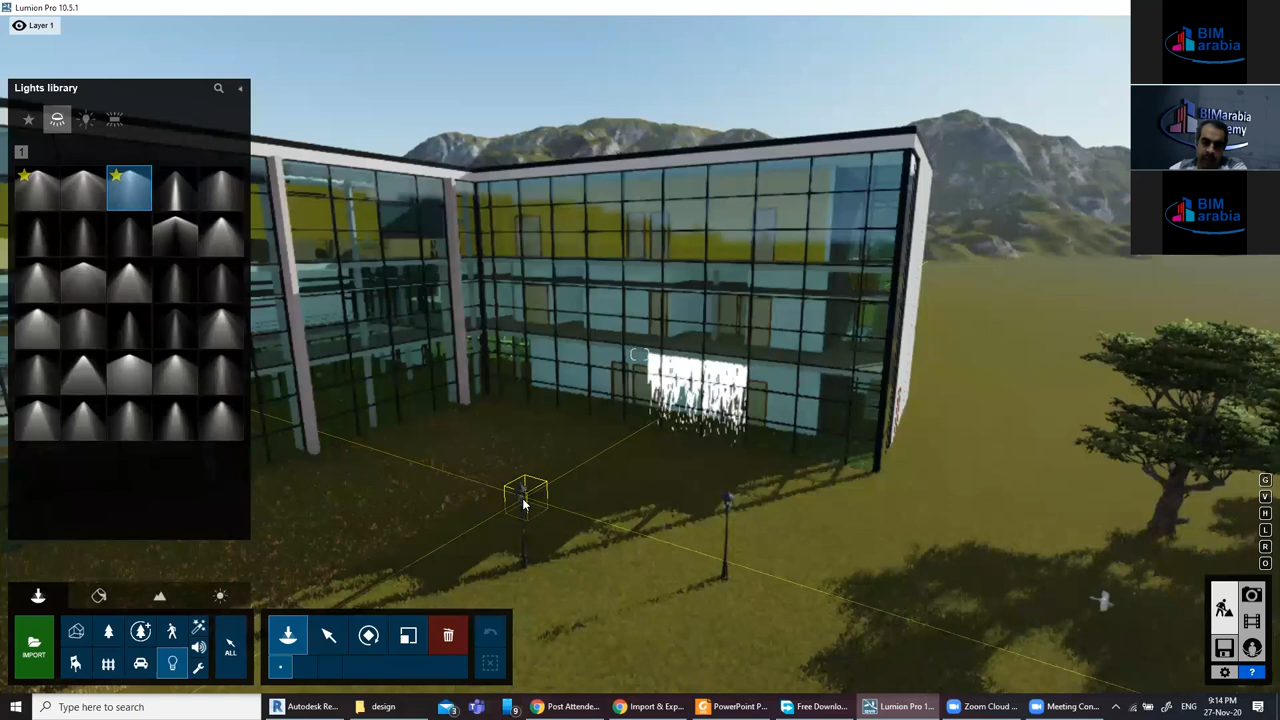 Lumion Pro 10.5.1
Layer 1
Lights library
1
BIM
arabia
BIMarabia
BIM
arabia
G
V
H
L
R
O
IMPORT
ALL
?
Type here to search
Autodesk Re...
design
3
9
Post Attende...
Import & Exp...
PowerPoint P...
Free Downlo...
Lumion Pro 1...
Zoom Cloud ...
Meeting Con...
ENG
9:14 PM
27-Nov-20